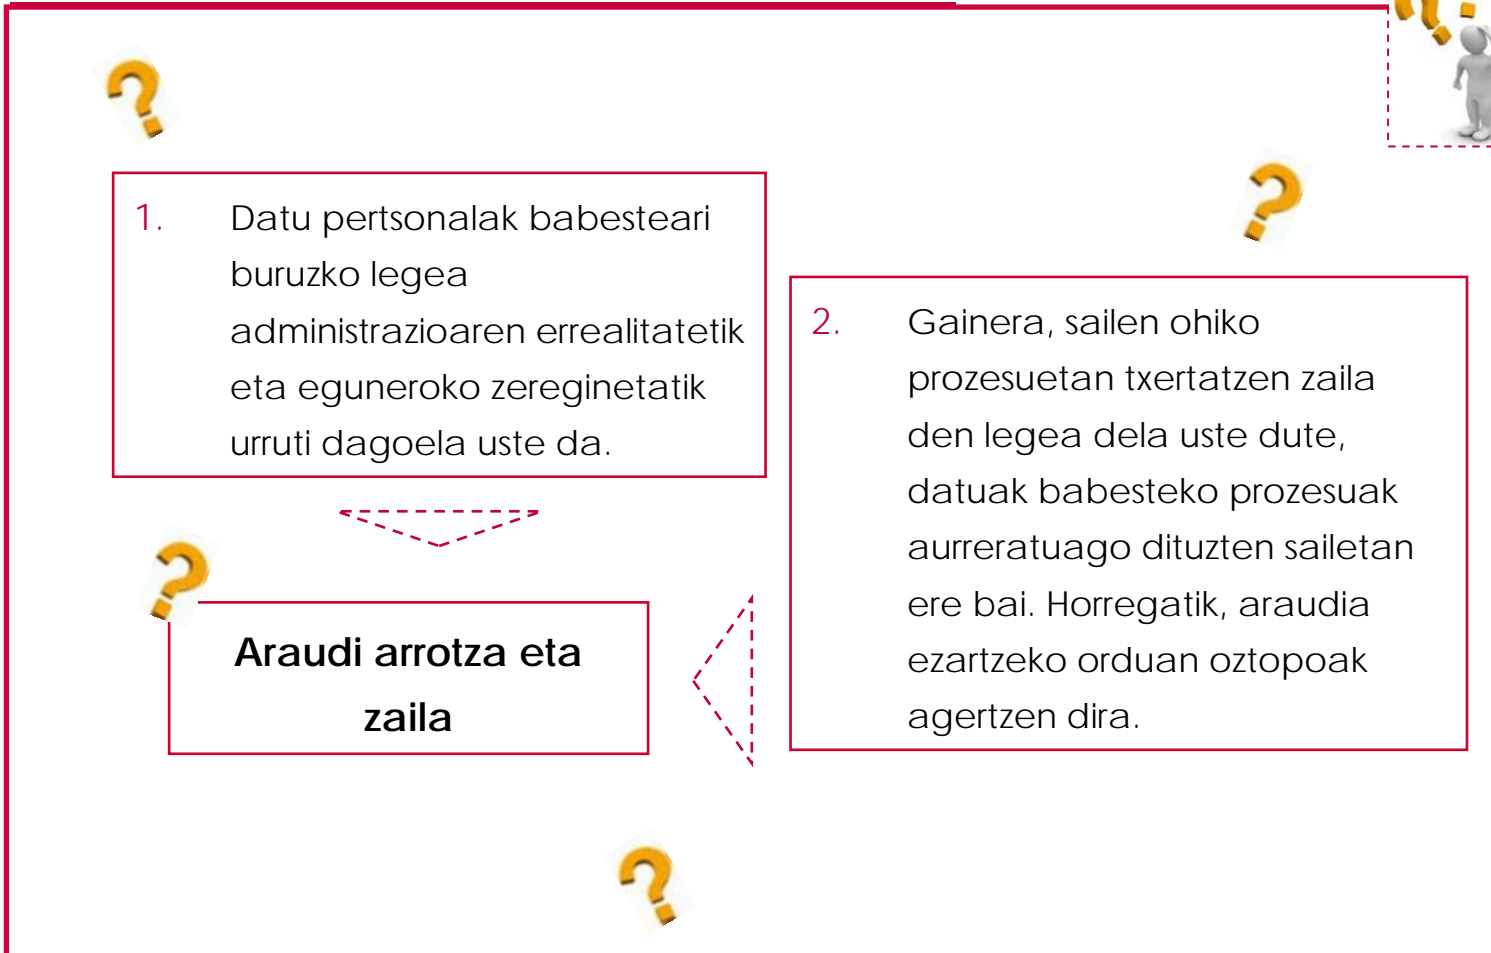 1. Datu pertsonalak babesteari
buruzko legea
administrazioaren errealitatetik
eta eguneroko zereginetatik
urruti dagoela uste da.
2. Gainera, sailen ohiko
prozesuetan txertatzen zaila
den legea dela uste dute,
datuak babesteko prozesuak
aurreratuago dituzten sailetan
ere bai. Horregatik, araudia
ezartzeko orduan oztopoak
agertzen dira.
Araudi arrotza eta
zaila